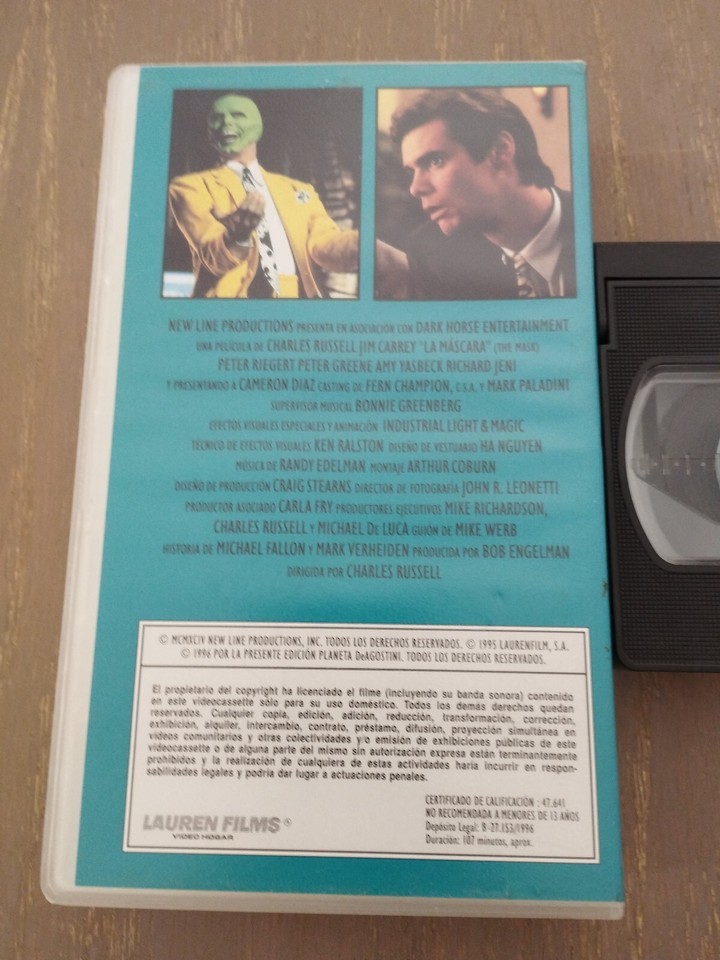 NEW LINE PRODUCTIONS PRESENTA EN ASOCIACIÓN CON DARK HORSE ENTERTAINMENT
UNA PELICULA DE CHARLES RUSSELL JIM CARREY "LA MÁSCARA" (THE MASK)
PETER RIEGERT PETER GREENE AMY YASBECK RICHARD JENI
Y PRESENTANDO A CAMERON DIAZ CASTING DE FERN CHAMPION, C.S.A. Y MARK PALADINI
SUPERVISOR MUSICAL BONNIE GREENBERG
EFECTOS VISUALES ESPECIALES Y ANIMACIÓN INDUSTRIAL LIGHT & MAGIC
TÉCNICO DE EFECTOS VISUALES KEN RALSTON DISEÑO DE VESTUARIO HA NGUYEN
MÚSICA DE RANDY EDELMAN MONTAJE ARTHUR COBURN
DISEÑO DE PRODUCCIÓN CRAIG STEARNS DIRECTOR DE FOTOGRAFÍA JOHN R. LEONETTI
PRODUCTOR ASOCIADO CARLA FRY PRODUCTORES EJECUTIVOS MIKE RICHARDSON,
CHARLES RUSSELL Y MICHAEL DE LUCA GUIÓN DE MIKE WERB
HISTORIA DE MICHAEL FALLON Y MARK VERHEIDEN PRODUCIDA POR BOB ENGELMAN
DIRIGIDA POR CHARLES RUSSELL
© MCMXCIV NEW LINE PRODUCTIONS, INC. TODOS LOS DERECHOS RESERVADOS. © 1995 LAURENFILM, S.A.
© 1996 POR LA PRESENTE EDICIÓN PLANETA DeAGOSTINI. TODOS LOS DERECHOS RESERVADOS.
El propietario del copyright ha licenciado el filme (incluyendo su banda sonora) contenido
en este videocassette sólo para su uso doméstico. Todos los demás derechos quedan
reservados. Cualquier copia, edición, adición, reducción, transformación, corrección,
exhibición, alquiler, intercambio, contrato, préstamo, difusión, proyección simultánea en
vídeos comunitarios y otras colectividades y/o emisión de exhibiciones públicas de este
videocassette o de alguna parte del mismo sin autorización expresa están terminantemente
prohibidos y la realización de cualquiera de estas actividades haría incurrir en respon-
sabilidades legales y podría dar lugar a actuaciones penales.
LAUREN FILMS®
VIDEO HOGAR
CERTIFICADO DE CALIFICACIÓN : 47.641
NO RECOMENDADA A MENORES DE 13 AÑOS
Depósito Legal: B-27.153/1996
Duración: 107 minutos, aprox.